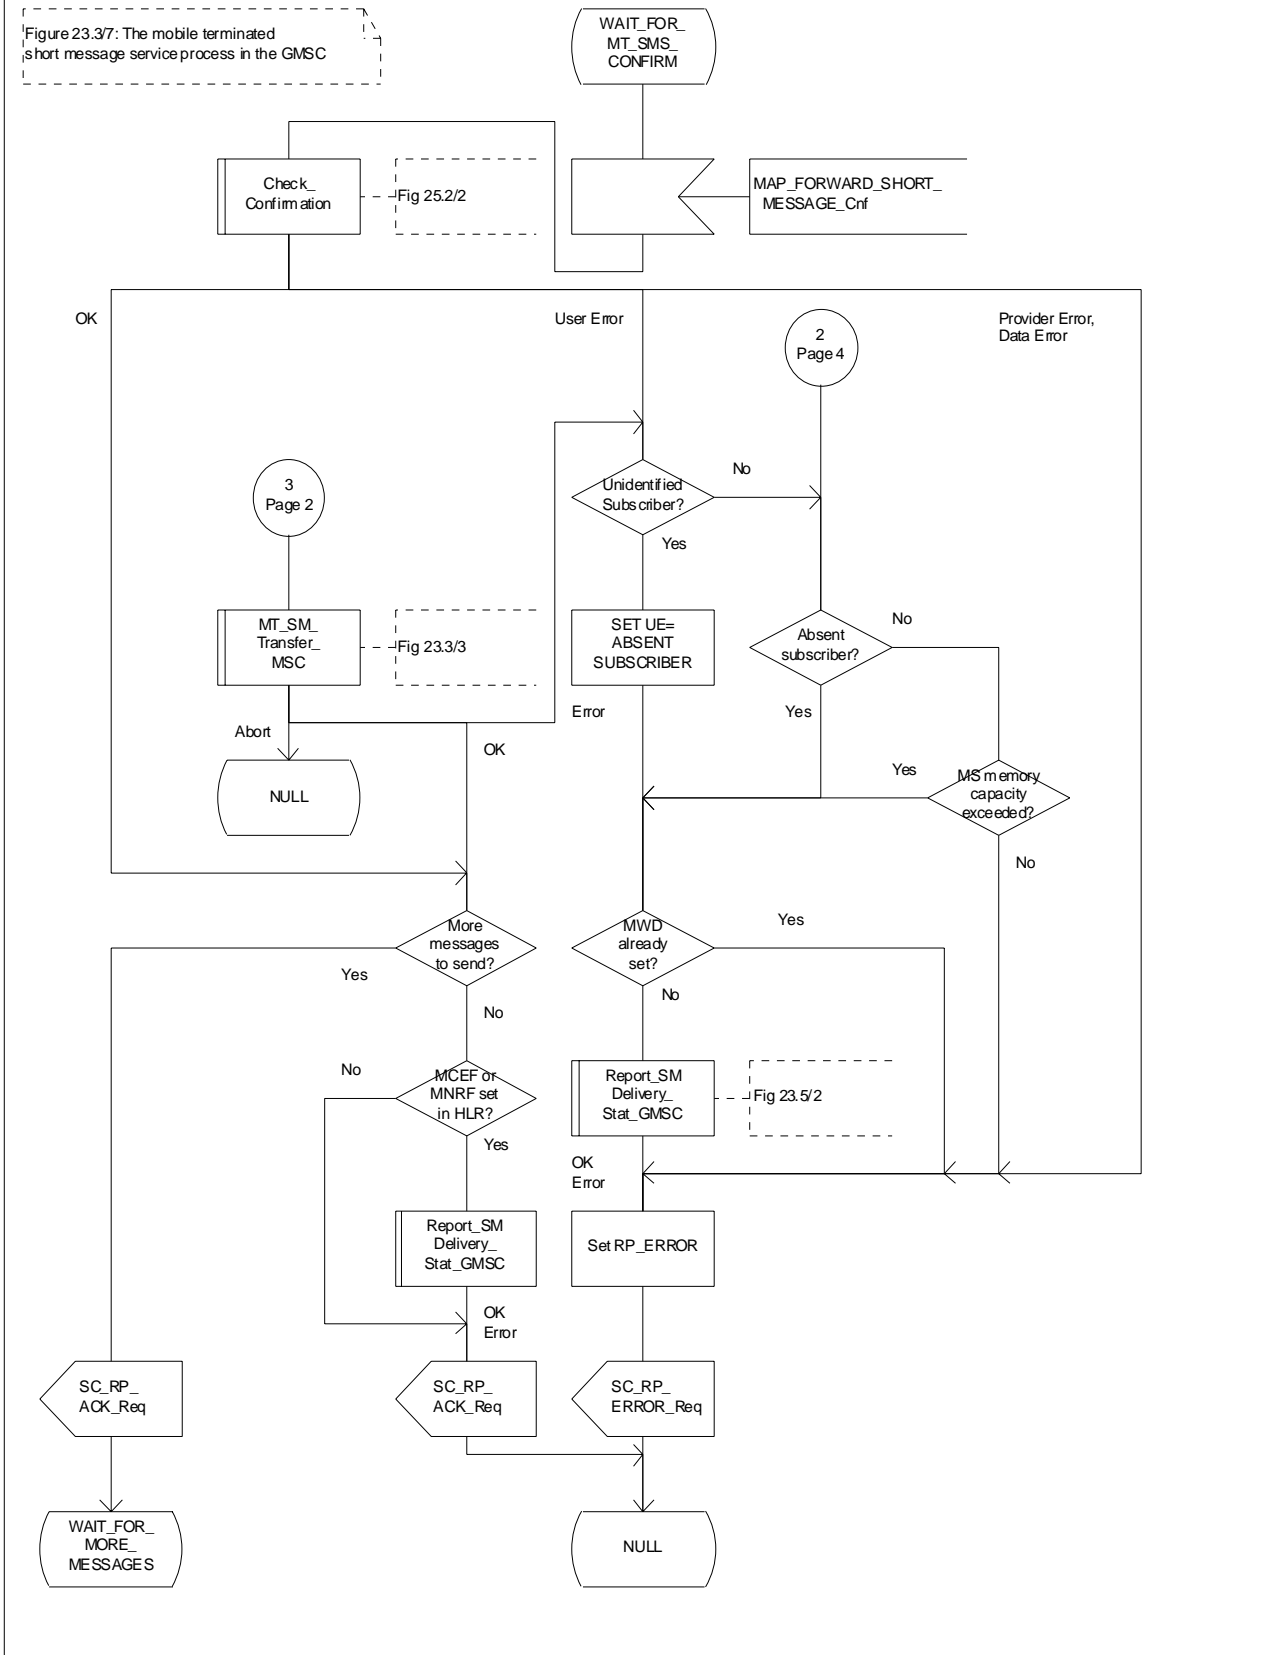 Figure 23.3/7: The mobile terminated
short message service process in the GMSC
WAIT_FOR_
MT_SMS_
CONFIRM
Check_
Confirmation
Fig 25.2/2
MAP_FORWARD_SHORT_
MESSAGE_Cnf
OK
User Error
Provider Error,
Data Error
2
Page 4
3
Page 2
Unidentified
Subscriber?
No
Yes
MT_SM_
Transfer_
MSC
Fig 23.3/3
SET UE=
ABSENT
SUBSCRIBER
Absent
subscriber?
No
Abort
OK
Error
Yes
NULL
Yes
MS memory
capacity
exceeded?
No
More
messages
to send?
Yes
No
MWD
already
set?
Yes
No
No
MCEF or
MNRF set
in HLR?
Yes
Report_SM
Delivery_
Stat_GMSC
Fig 23.5/2
OK
Error
Report_SM
Delivery_
Stat_GMSC
Set RP_ERROR
OK
Error
SC_RP_
ACK_Req
SC_RP_
ACK_Req
SC_RP_
ERROR_Req
WAIT_FOR_
MORE_
MESSAGES
NULL